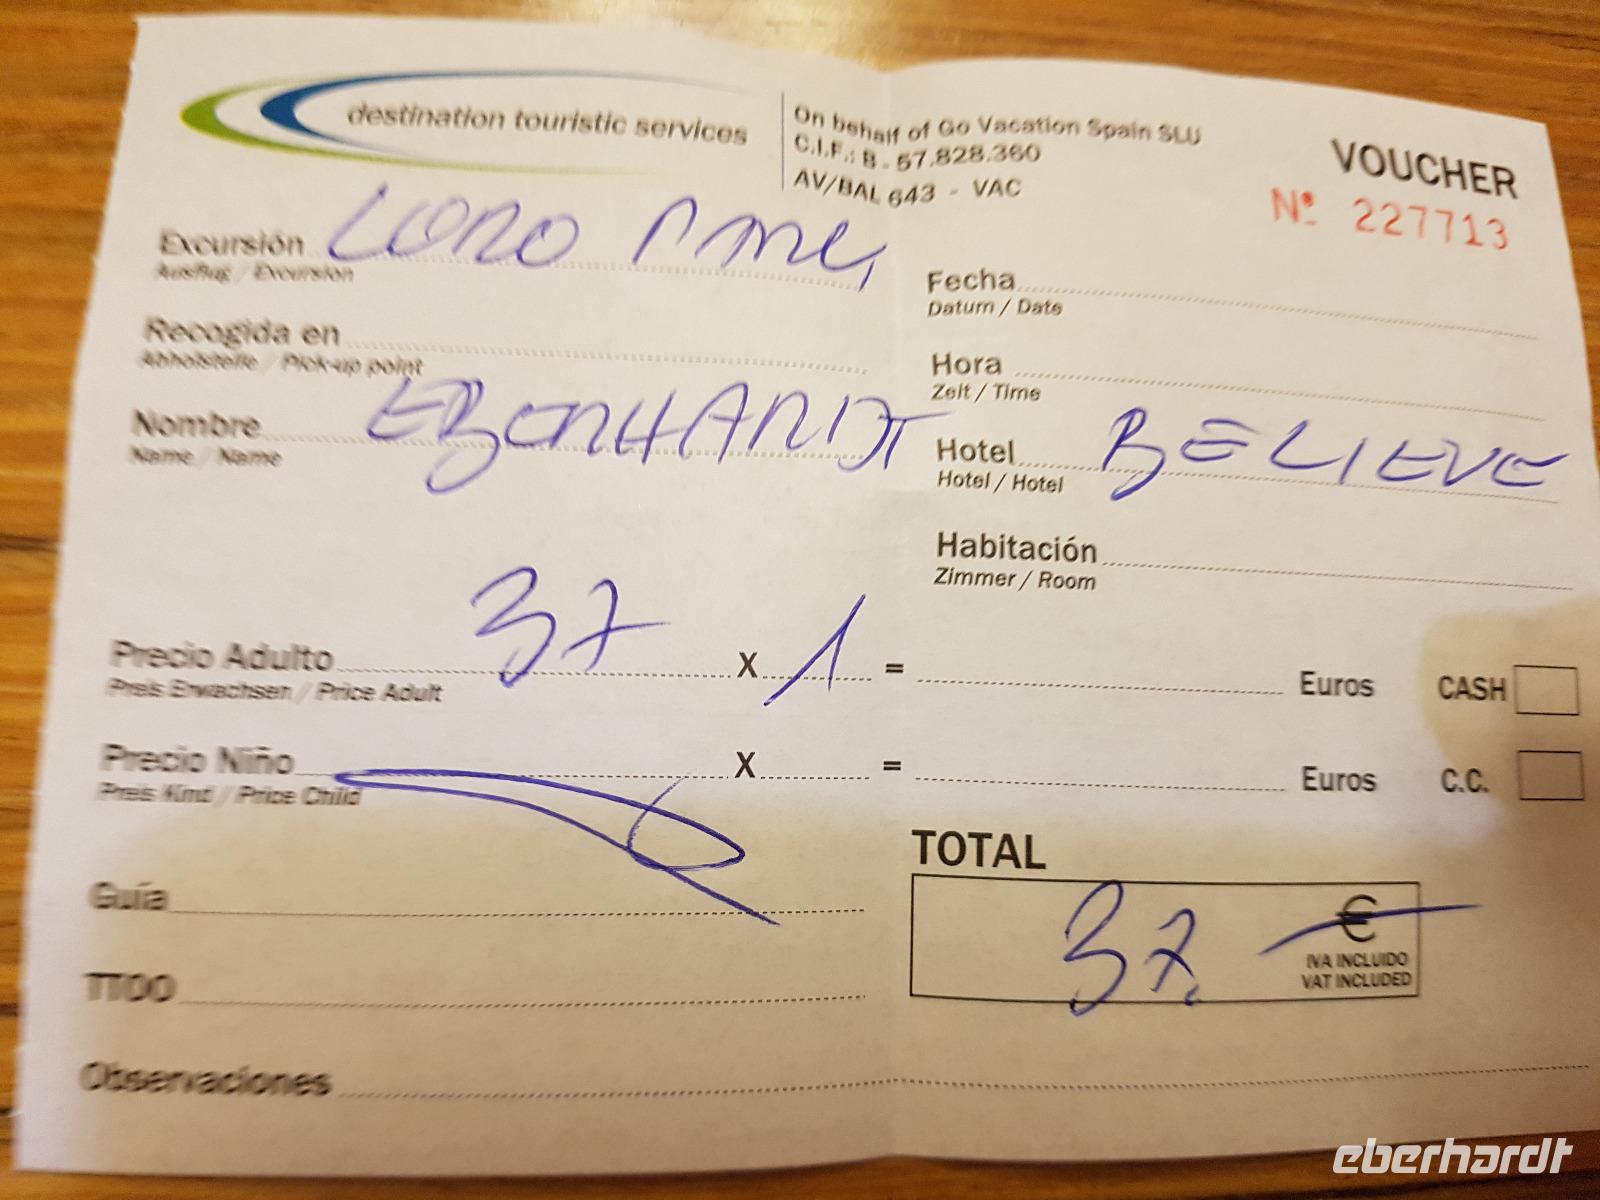 destination touristic services
On behalf of Go Vacation Spain SLU
C.I.F.: B - 57.828.360
AV/BAL 643 - VAC
VOUCHER
Nº 227713
Excursión LORO
Ausflug / Excursion
Fecha
Datum / Date
Recogida en
Abholstelle / Pick-up point
Hora
Zeit / Time
Nombre EBERHARDT
Name / Name
Hotel BELIEVE
Hotel / Hotel
Habitación
Zimmer / Room
Precio Adulto 37 X 1 = Euros CASH
Preis Erwachsen / Price Adult
Precio Niño X = Euros C.C.
Preis Kind / Price Child
TOTAL
37 €
IVA INCLUIDO
VAT INCLUDED
Guía
TTOO
Observaciones
eberhardt